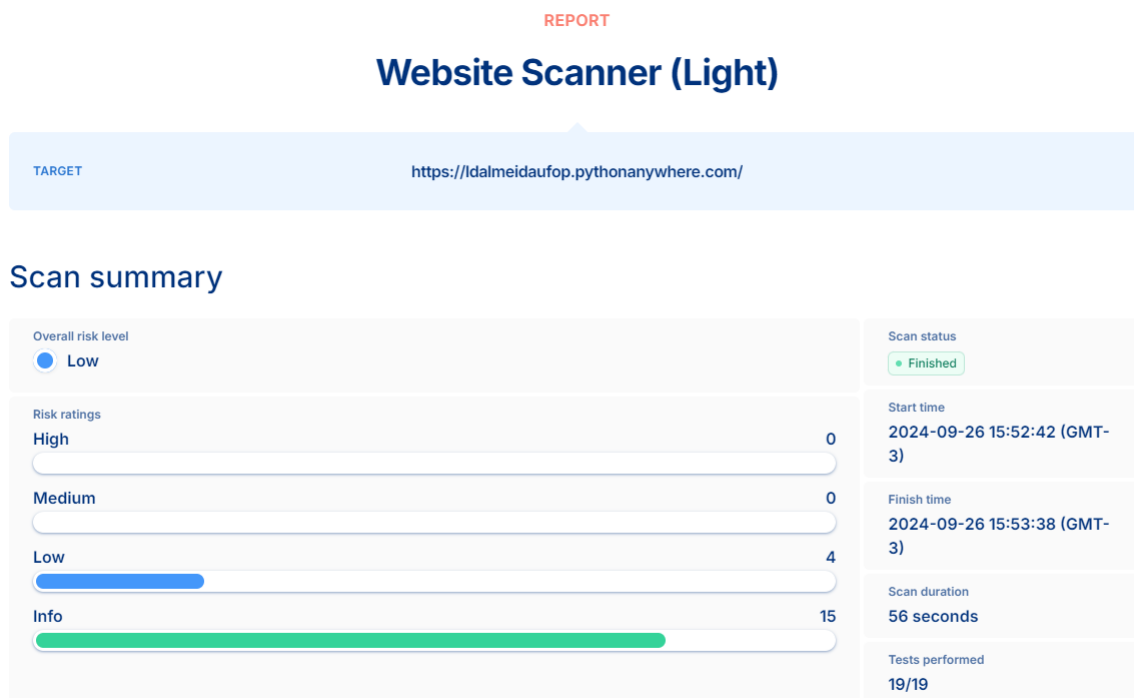 REPORT
Website Scanner (Light)
TARGET
https://ldalmeidaufop.pythonanywhere.com/
Scan summary
Overall risk level
Low
Risk ratings
High 0
Medium 0
Low 4
Info 15
Scan status
Finished
Start time
2024-09-26 15:52:42 (GMT-
3)
Finish time
2024-09-26 15:53:38 (GMT-
3)
Scan duration
56 seconds
Tests performed
19/19